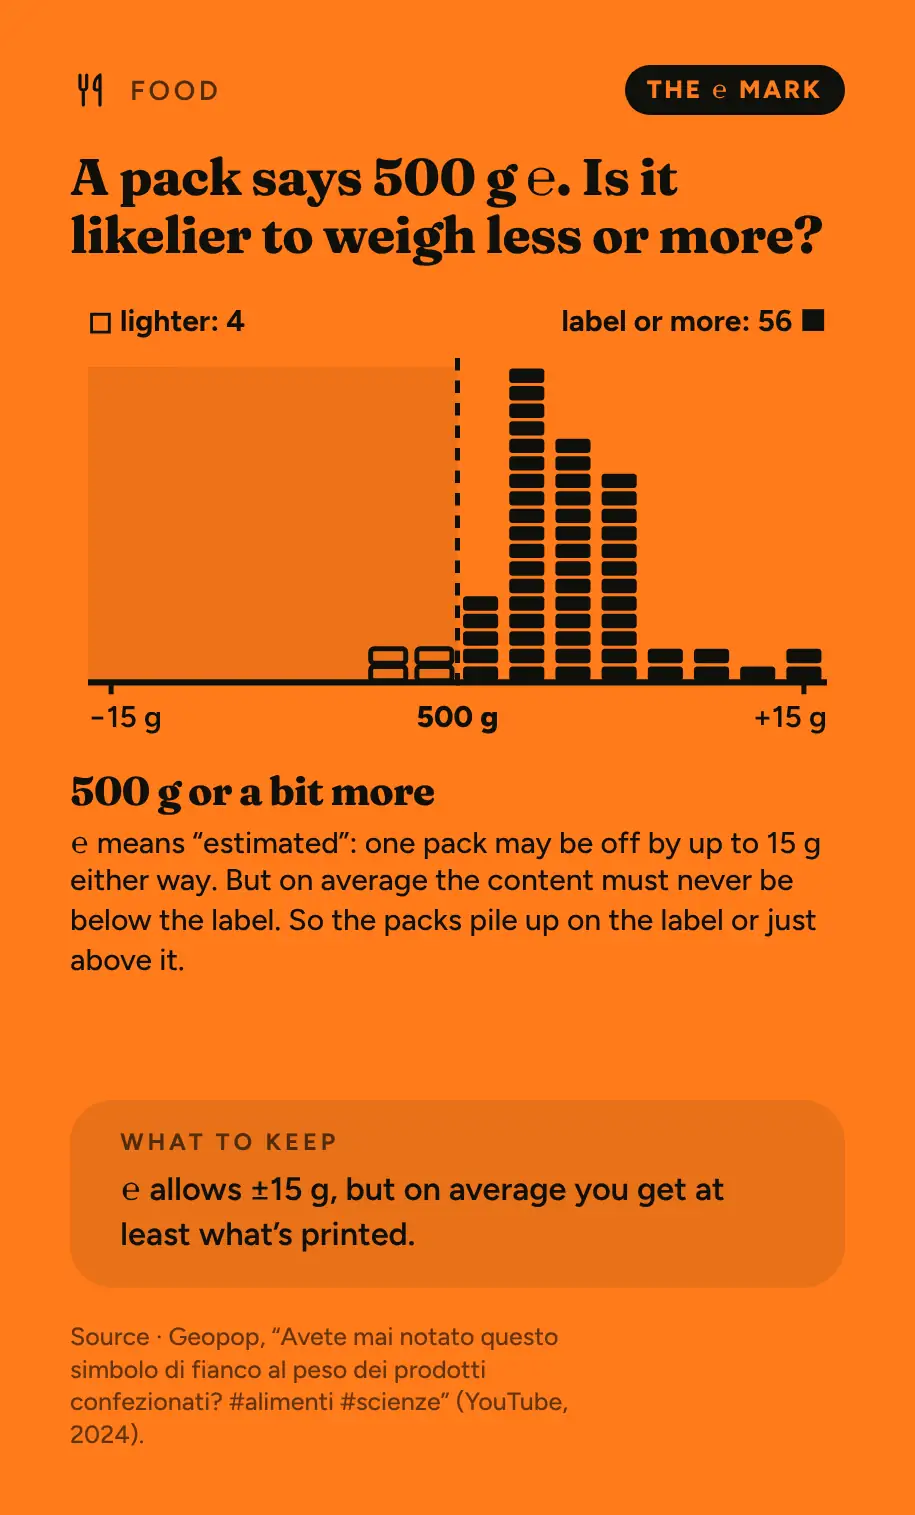 FOOD
THE ℮ MARK
A pack says 500 g ℮. Is it
likelier to weigh less or more?
lighter: 4
label or more: 56
−15 g
500 g
+15 g
500 g or a bit more
℮ means “estimated”: one pack may be off by up to 15 g
either way. But on average the content must never be
below the label. So the packs pile up on the label or just
above it.
WHAT TO KEEP
℮ allows ±15 g, but on average you get at
least what’s printed.
Source · Geopop, “Avete mai notato questo
simbolo di fianco al peso dei prodotti
confezionati? #alimenti #scienze” (YouTube,
2024).